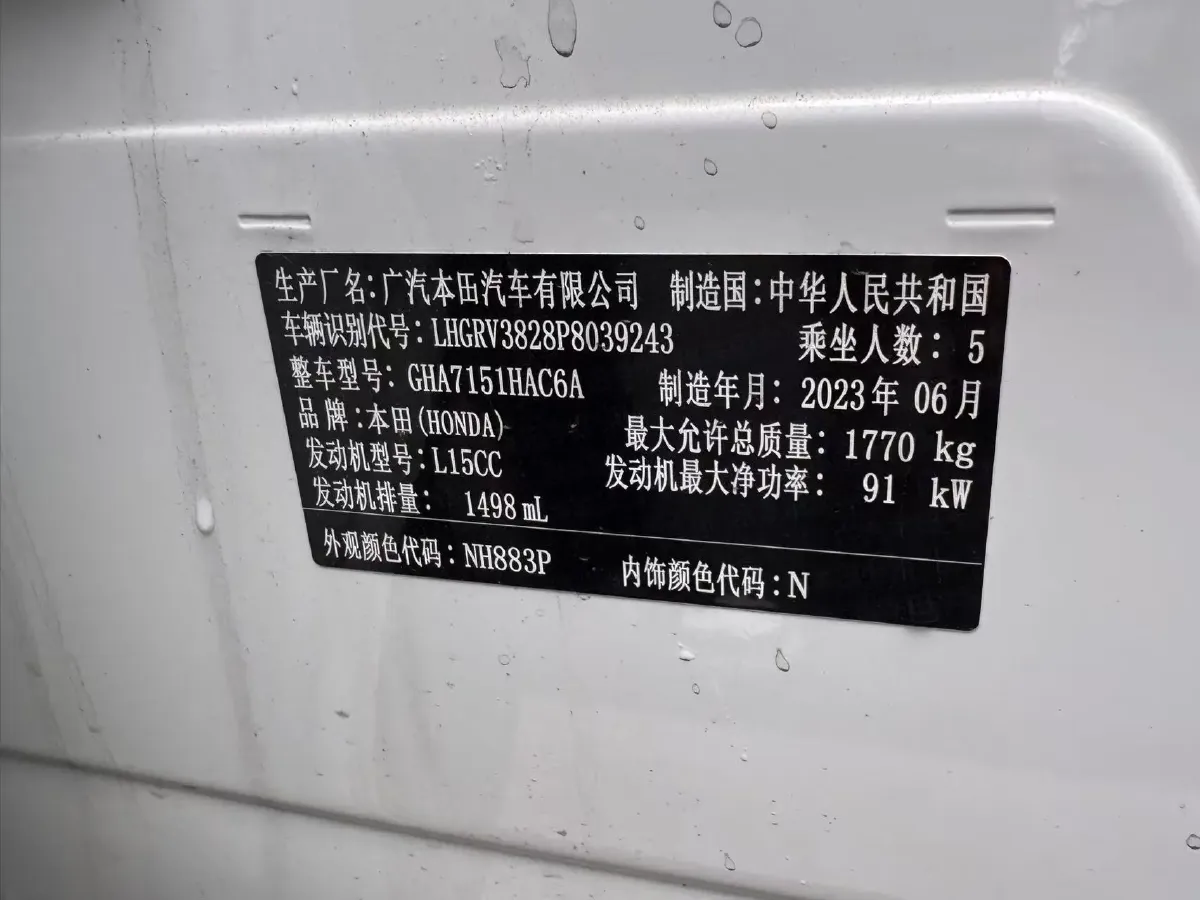 生产厂名:广汽本田汽车有限公司 制造国:中华人民共和国
车辆识别代号:LHGRV3828P8039243 乘坐人数: 5
整车型号: GHA7151HAC6A 制造年月: 2023年 06月
品 牌:本田(HONDA) 最大允许总质量: 1770 kg
发动机型号:L15CC 发动机最大净功率: 91 kW
发动机排量: 1498 mL
外观颜色代码:NH883P 内饰颜色代码:N